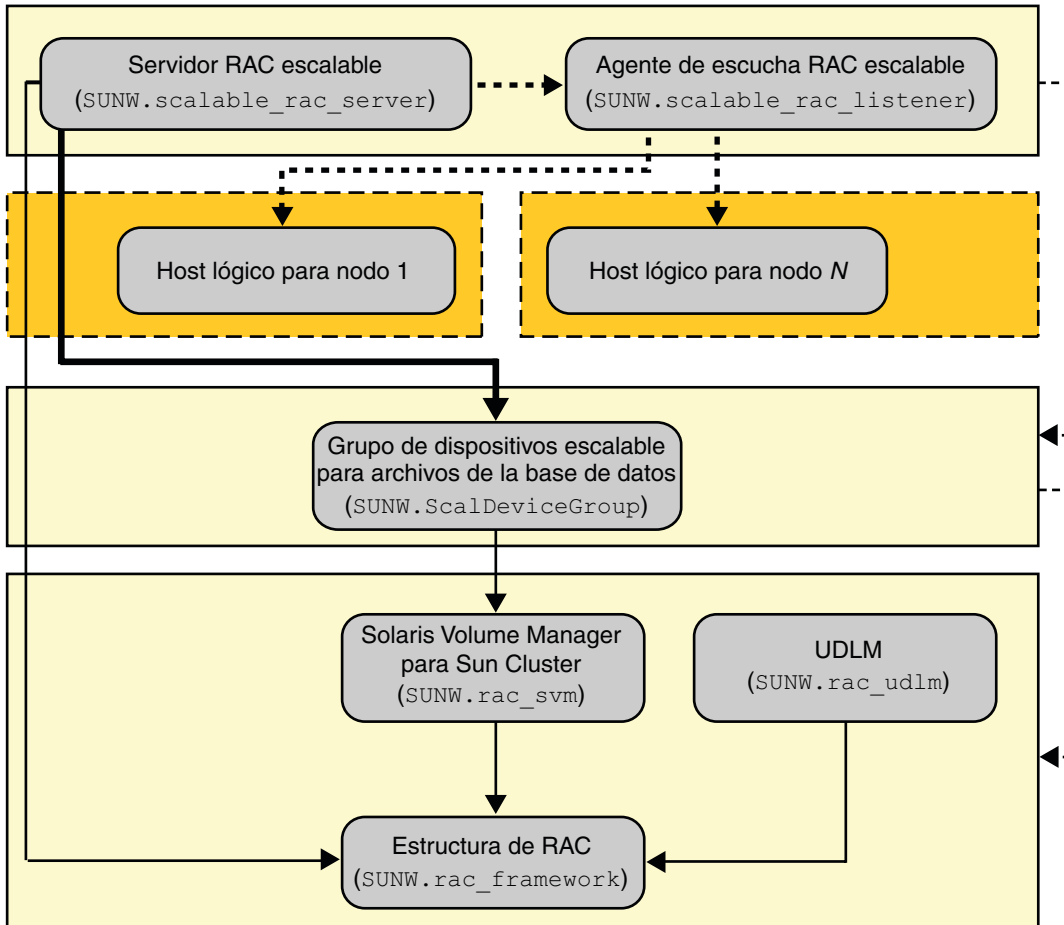 Servidor RAC escalable
(SUNW.scalable_rac_server)
Agente de escucha RAC escalable
(SUNW.scalable_rac_listener)
Host lógico para nodo 1
Host lógico para nodo N
Grupo de dispositivos escalable
para archivos de la base de datos
(SUNW.ScalDeviceGroup)
Solaris Volume Manager
para Sun Cluster
(SUNW.rac_svm)
UDLM
(SUNW.rac_udlm)
Estructura de RAC
(SUNW.rac_framework)